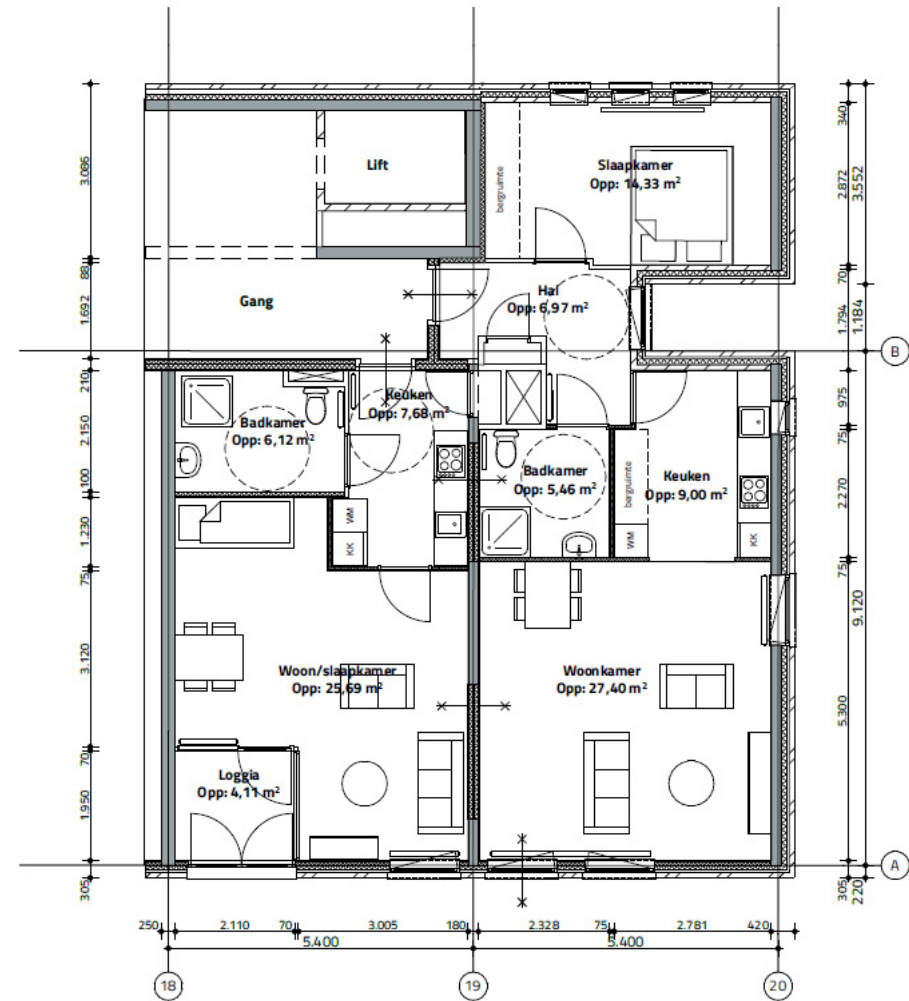 Lift
Slaapkamer
Opp: 14,33 m²
bergruimte
340
2.872
3.552
3.086
88
70
Gang
Hal
Opp: 6,97 m²
1.692
1.794
1.184
B
210
Keuken
Opp: 7,68 m²
975
Badkamer
Opp: 6,12 m²
2.150
75
Badkamer
Opp: 5,46 m²
bergruimte
Keuken
Opp: 9,00 m²
2.270
100
WM
KK
WM
KK
1.230
75
75
9.120
3.120
Woon/slaapkamer
Opp: 25,69 m²
Woonkamer
Opp: 27,40 m²
5.300
70
Loggia
Opp: 4,11 m²
1.950
A
305
305
220
250
2.110
70
3.005
180
2.328
75
2.781
420
5.400
5.400
18
19
20